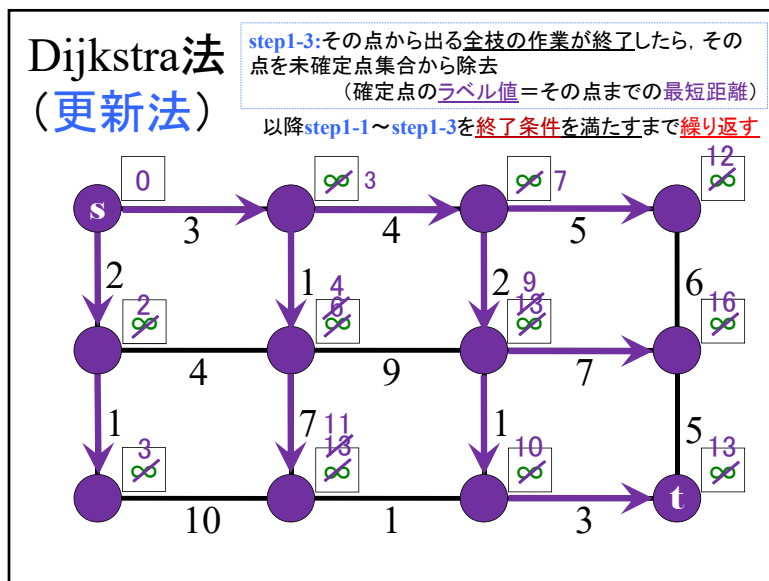 Dijkstra法
（更新法）
step1-3:その点から出る全枝の作業が終了したら, その
点を未確定点集合から除去
（確定点のラベル値＝その点までの最短距離）
以降step1-1～step1-3を終了条件を満たすまで繰り返す
s 0 ∞ 3 ∞ 7 12 ∞
3 4 5
2 1 2 6
2 ∞ 4 6 ∞ 9 13 ∞ 16 ∞
4 9 7
1 7 1 5
3 ∞ 11 13 ∞ 10 ∞ 13 ∞
t
10 1 3